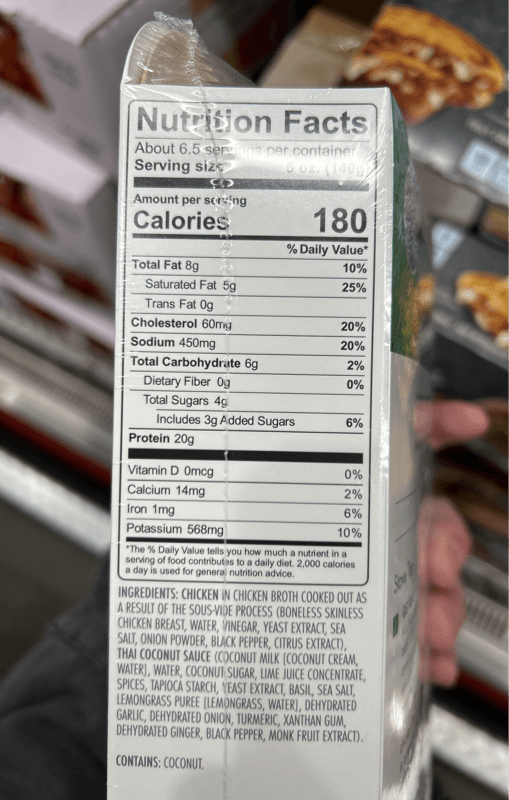 Nutrition Facts
About 6.5 servings per container
Serving size 5 oz. (140g)
Amount per serving
Calories 180
% Daily Value*
Total Fat 8g 10%
Saturated Fat 5g 25%
Trans Fat 0g
Cholesterol 60mg 20%
Sodium 450mg 20%
Total Carbohydrate 6g 2%
Dietary Fiber 0g 0%
Total Sugars 4g
Includes 3g Added Sugars 6%
Protein 20g
Vitamin D 0mcg 0%
Calcium 14mg 2%
Iron 1mg 6%
Potassium 568mg 10%
*The % Daily Value tells you how much a nutrient in a
serving of food contributes to a daily diet. 2,000 calories
a day is used for general nutrition advice.
INGREDIENTS: CHICKEN IN CHICKEN BROTH COOKED OUT AS
A RESULT OF THE SOUS-VIDE PROCESS (BONELESS SKINLESS
CHICKEN BREAST, WATER, VINEGAR, YEAST EXTRACT, SEA
SALT, ONION POWDER, BLACK PEPPER, CITRUS EXTRACT),
THAI COCONUT SAUCE (COCONUT MILK [COCONUT CREAM,
WATER], WATER, COCONUT SUGAR, LIME JUICE CONCENTRATE,
SPICES, TAPIOCA STARCH, YEAST EXTRACT, BASIL, SEA SALT,
LEMONGRASS PUREE [LEMONGRASS, WATER], DEHYDRATED
GARLIC, DEHYDRATED ONION, TURMERIC, XANTHAN GUM,
DEHYDRATED GINGER, BLACK PEPPER, MONK FRUIT EXTRACT).
CONTAINS: COCONUT.